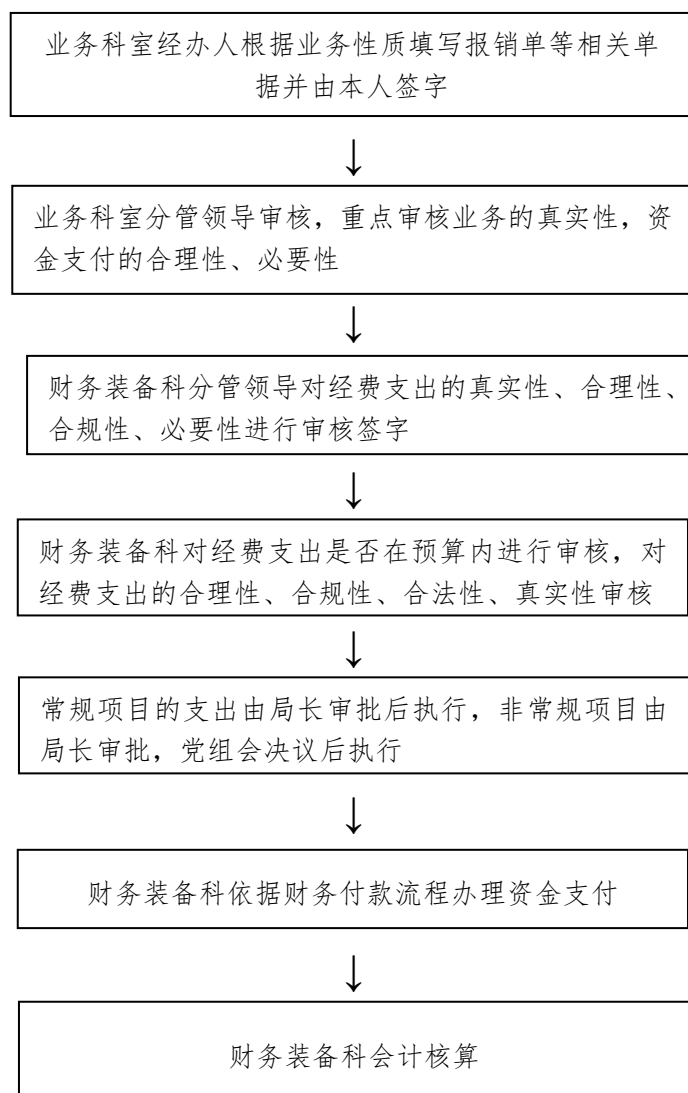 业务科室经办人根据业务性质填写报销单等相关单
据并由本人签字
↓
业务科室分管领导审核，重点审核业务的真实性，资
金支付的合理性、必要性
↓
财务装备科分管领导对经费支出的真实性、合理性、
合规性、必要性进行审核签字
↓
财务装备科对经费支出是否在预算内进行审核，对
经费支出的合理性、合规性、合法性、真实性审核
↓
常规项目的支出由局长审批后执行，非常规项目由
局长审批，党组会决议后执行
↓
财务装备科依据财务付款流程办理资金支付
↓
财务装备科会计核算